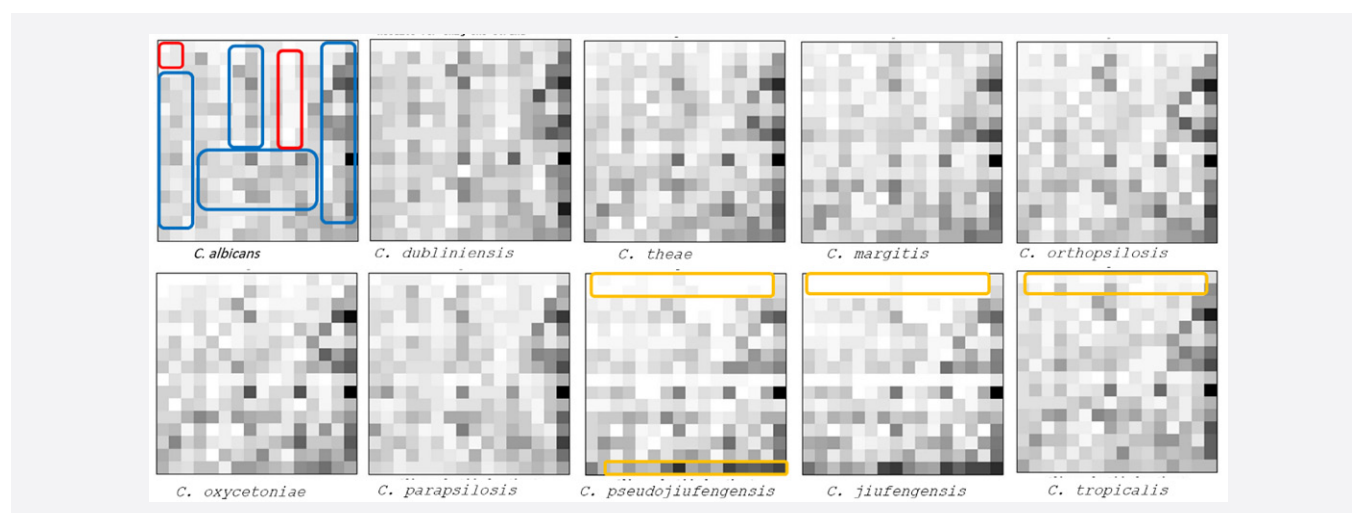 C. albicans
C. dubliniensis
C. theae
C. margitis
C. orthopsilosis
C. oxycetoniae
C. parapsilosis
C. pseudojiufengensis
C. jiufengensis
C. tropicalis